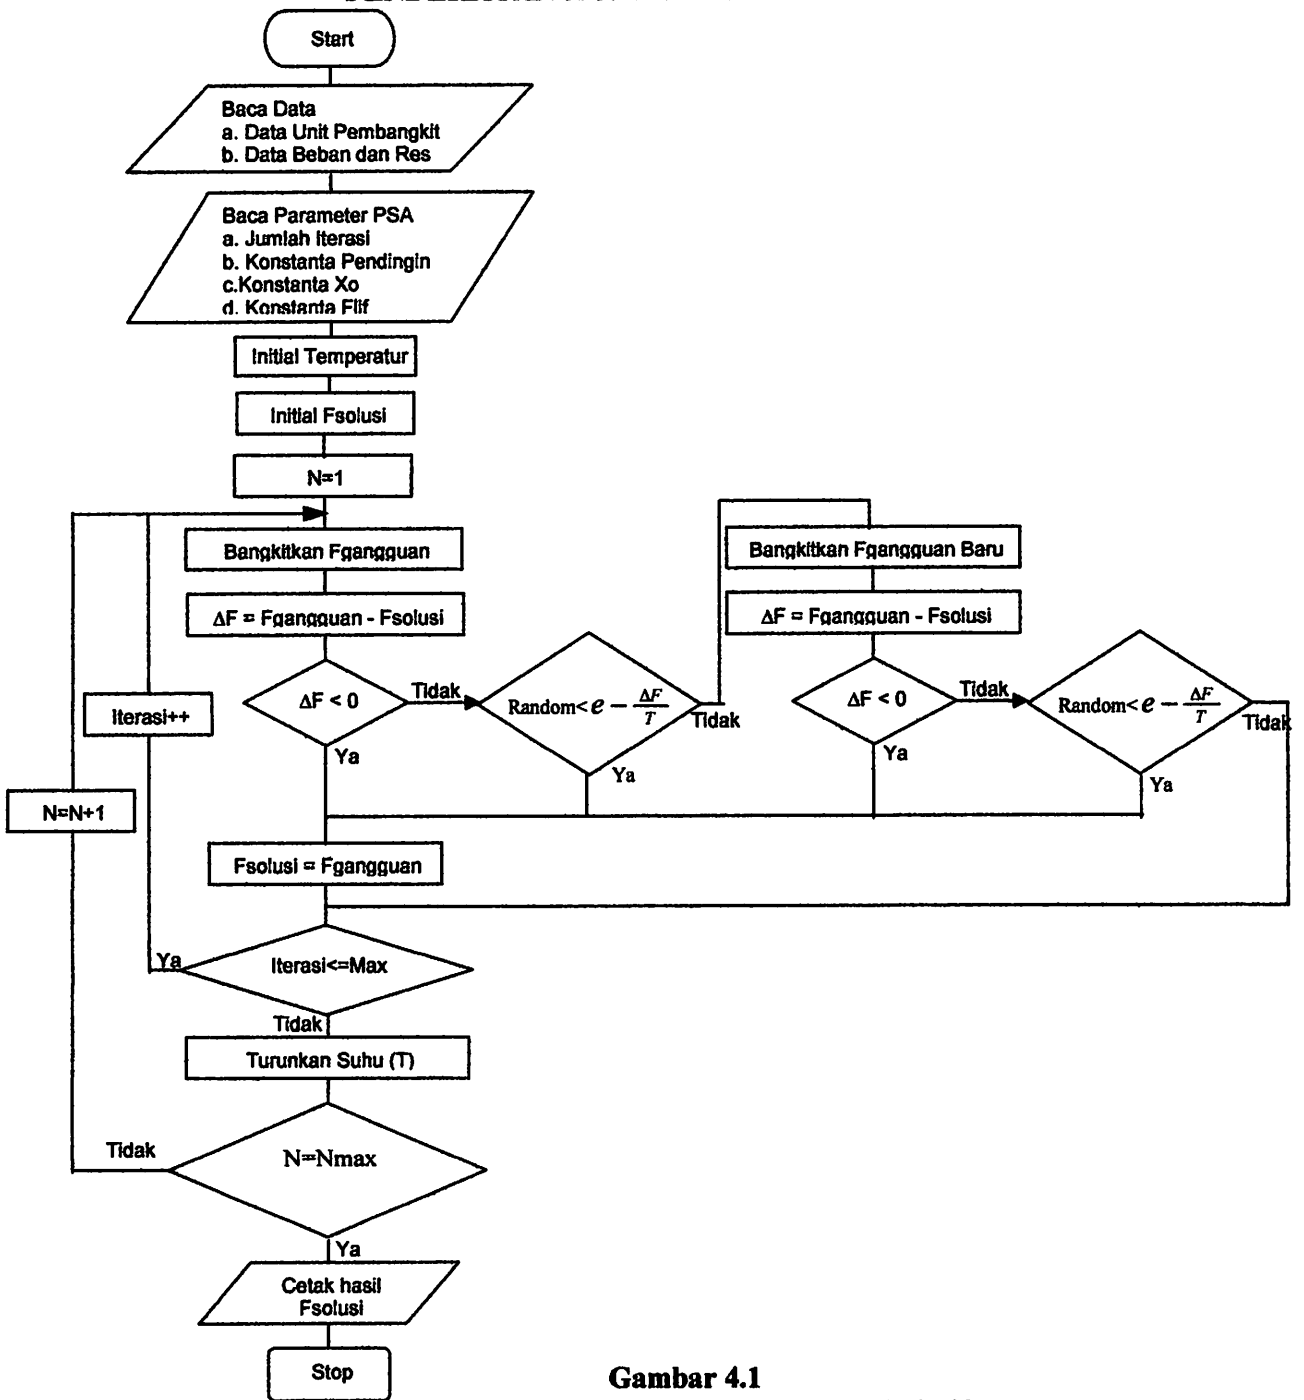 Start
Baca Data
a. Data Unit Pembangkit
b. Data Beban dan Res
Baca Parameter PSA
a. Jumlah Iterasi
b. Konstanta Pendingin
c.Konstanta Xo
d. Konstanta Flif
Initial Temperatur
Initial Fsolusi
N=1
Bangkitkan Fgangguan
ΔF = Fgangguan - Fsolusi
ΔF < 0
Tidak
Random< e - ΔF/T
Tidak
Ya
Ya
Bangkitkan Fgangguan Baru
ΔF = Fgangguan - Fsolusi
ΔF < 0
Tidak
Random< e - ΔF/T
Tidak
Ya
Ya
Iterasi++
N=N+1
Fsolusi = Fgangguan
Iterasi<=Max
Ya
Tidak
Turunkan Suhu (T)
N=Nmax
Tidak
Ya
Cetak hasil
Fsolusi
Stop
Gambar 4.1